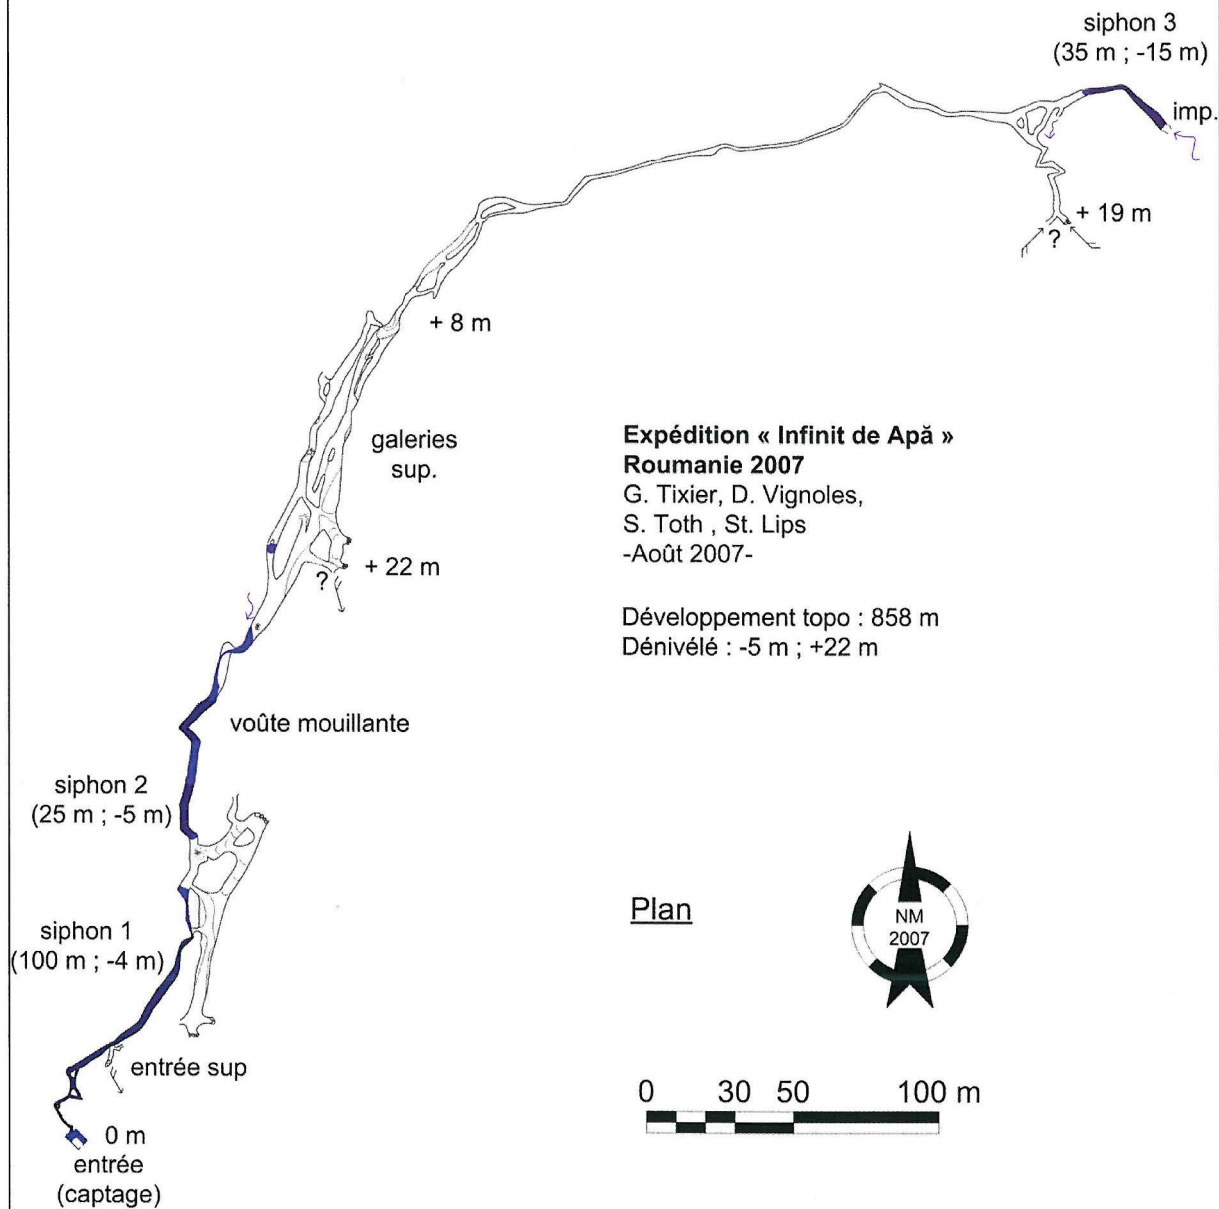 siphon 3
(35 m ; -15 m)
imp.
+ 19 m
?
+ 8 m
galeries
sup.
Expédition « Infinit de Apă »
Roumanie 2007
G. Tixier, D. Vignoles,
S. Toth , St. Lips
-Août 2007-
? + 22 m
Développement topo : 858 m
Dénivélé : -5 m ; +22 m
voûte mouillante
siphon 2
(25 m ; -5 m)
Plan
NM
2007
siphon 1
(100 m ; -4 m)
entrée sup
0 30 50 100 m
0 m
entrée
(captage)